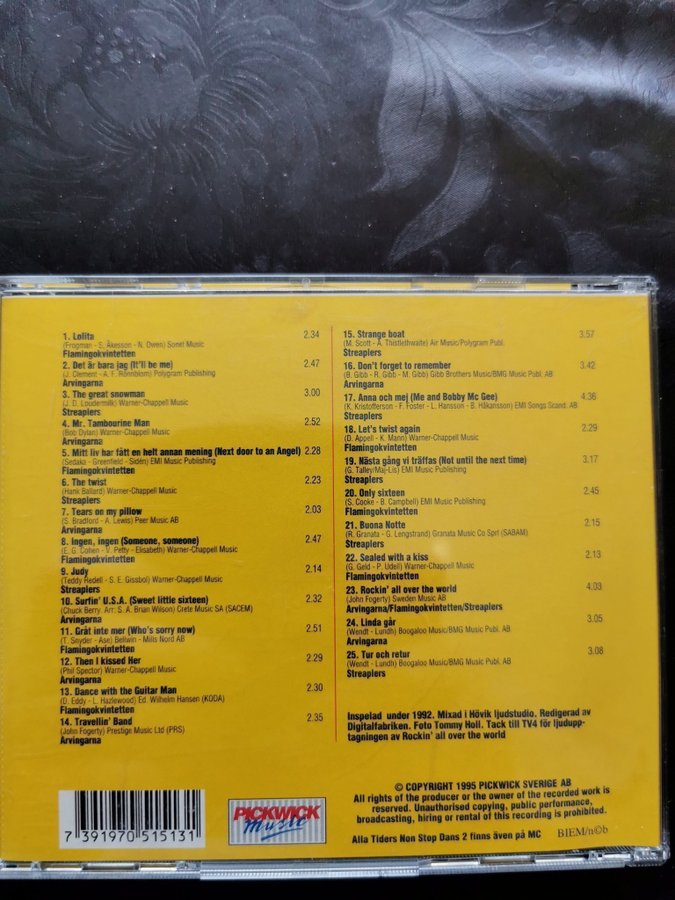 1. Lolita 2.34
(Frogman - S. Åkesson - N. Owen) Sonet Music
Flamingokvintetten
2. Det är bara jag (It'll be me) 2.47
(J. Clement - A. F. Rönnblsm) Polygram Publishing
Arvingarna
3. The great snowman 3.00
(J. D. Loudermilk) Warner-Chappell Music
Streaplers
4. Mr. Tambourine Man 2.52
(Bob Dylan) Warner-Chappell Music
Arvingarna
5. Mitt liv har fått en helt annan mening (Next door to an Angel) 2.28
(Sedaka - Greenfield - Sidén) EMI Music Publishing
Flamingokvintetten
6. The twist 2.23
(Hank Ballard) Warner-Chappell Music
Streaplers
7. Tears on my pillow 2.03
(S. Bradford - A. Lewis) Peer Music AB
Arvingarna
8. Ingen, ingen (Someone, someone) 2.47
(E. G. Cohen - V. Petty - Elisabeth) Warner-Chappell Music
Flamingokvintetten
9. Judy 2.14
(Teddy Redell - S. E. Gissbol) Warner-Chappell Music
Streaplers
10. Surfin' U.S.A. (Sweet little sixteen) 2.32
(Chuck Berry. Arr: S. A. Brian Wilson) Crete Music SA (SACEM)
Arvingarna
11. Gråt inte mer (Who's sorry now) 2.51
(T. Snyder - Ase) Bellwin - Mills Nord AB
Flamingokvintetten
12. Then I kissed Her 2.29
(Phil Spector) Warner-Chappell Music
Streaplers
13. Dance with the Guitar Man 2.30
(D. Eddy - L. Hazlewood) Ed. Wilhelm Hansen (KODA)
Flamingokvintetten
14. Travellin' Band 2.35
(John Fogerty) Prestige Music Ltd (PRS)
Arvingarna
15. Strange boat 3.57
(M. Scott - A. Thistlethwaite) Air Music/Polygram Publ.
Streaplers
16. Don't forget to remember 3.42
(B. Gibb - R. Gibb - M. Gibb) Gibb Brothers Music/BMG Music Publ. AB
Arvingarna
17. Anna och mej (Me and Bobby Mc Gee) 4.36
(K. Kristofferson - F. Foster - L. Hansson - B. Håkansson) EMI Songs Scand. AB
Streaplers
18. Let's twist again 2.29
(D. Appell - K. Mann) Warner-Chappell Music
Flamingokvintetten
19. Nästa gång vi träffas (Not until the next time) 3.17
(G. Talley/Maj-Lis) EMI Music Publishing
Streaplers
20. Only sixteen 2.45
(S. Cooke - B. Campbell) EMI Music Publishing
Flamingokvintetten
21. Buona Notte 2.15
(R. Granata - G. Lengstrand) Granata Music Co Sprl (SABAM)
Streaplers
22. Sealed with a kiss 2.13
(G. Geld - P. Udell) Warner-Chappell Music
Flamingokvintetten
23. Rockin' all over the world 4.03
(John Fogerty) Sweden Music AB
Arvingarna/Flamingokvintetten/Streaplers
24. Linda går 3.05
(Wendt - Lundh) Boogaloo Music/BMG Music Publ. AB
Arvingarna
25. Tur och retur 3.08
(Wendt - Lundh) Boogaloo Music/BMG Music Publ. AB
Streaplers
Inspelad under 1992. Mixad i Hövik ljudstudio. Redigerad av
Digitalfabriken. Foto Tommy Holl. Tack till TV4 för ljudupp-
tagningen av Rockin' all over the world
© COPYRIGHT 1995 PICKWICK SVERIGE AB
All rights of the producer or the owner of the recorded work is
reserved. Unauthorised copying, public performance,
broadcasting, hiring or rental of this recording is prohibited.
Alla Tiders Non Stop Dans 2 finns även på MC BIEM/n©b
PICKWICK
Music
7 391970 515131